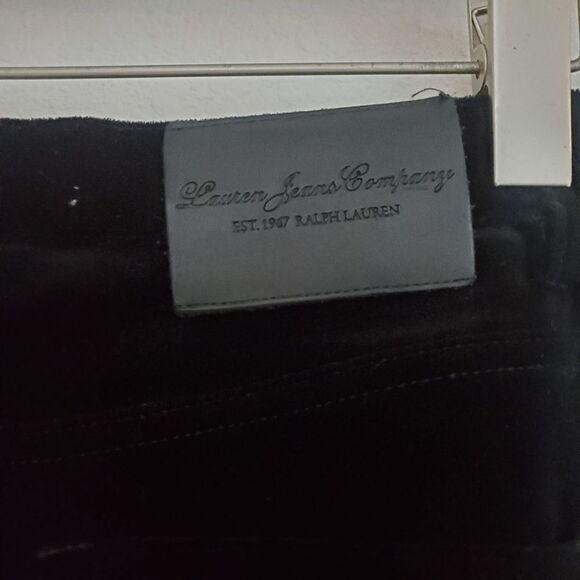 Lauren Jeans Company
EST. 1967 RALPH LAUREN